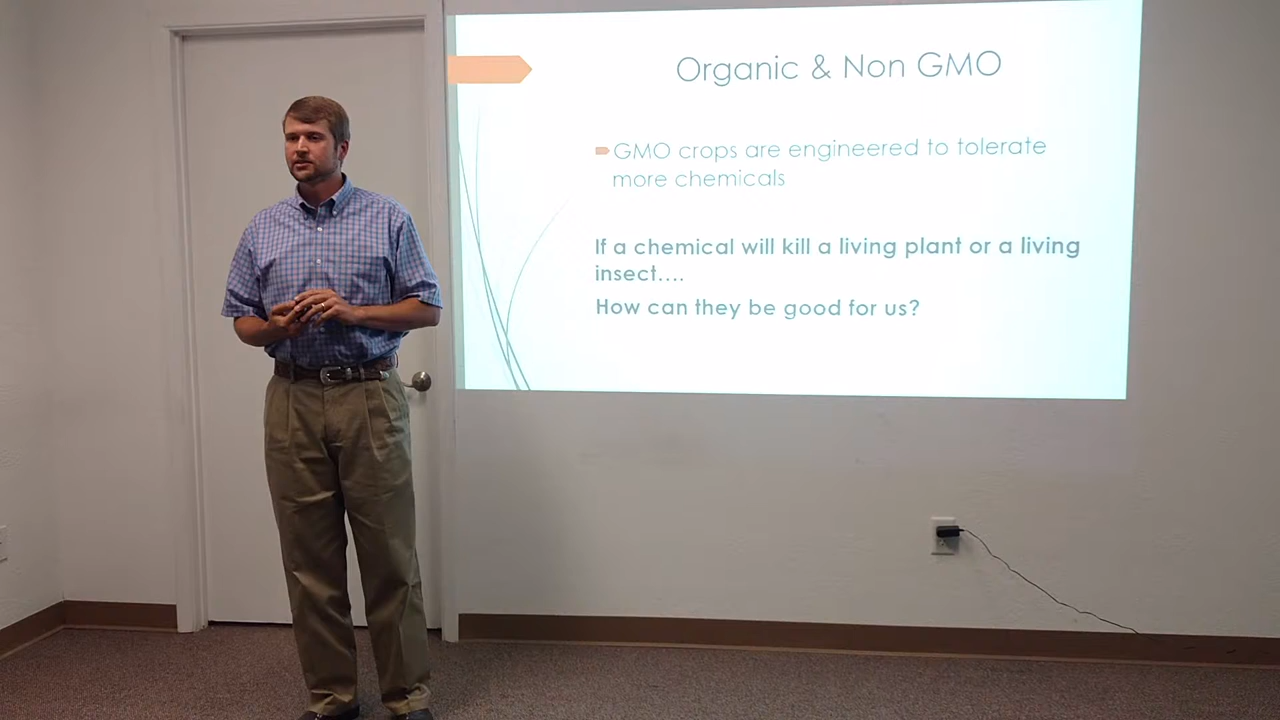 Organic & Non GMO
GMO crops are engineered to tolerate
more chemicals
If a chemical will kill a living plant or a living
insect....
How can they be good for us?